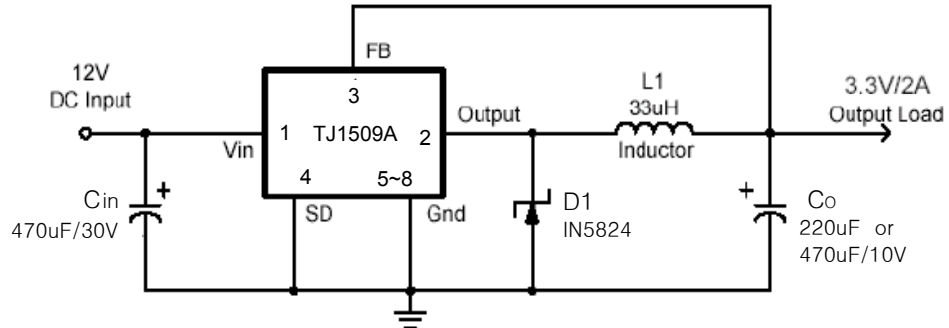 FB
12V
DC Input
3
L1
33uH
Inductor
3.3V/2A
Output Load
Output
1
TJ1509A
2
Vin
4
5~8
SD
Gnd
Cin
470uF/30V
+
D1
IN5824
+
Co
220uF or
470uF/10V